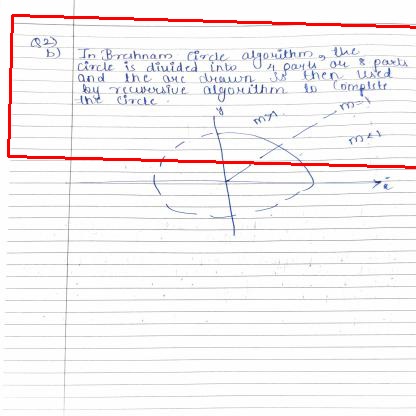 Q2)
b) In Breshnam Circle algorithm, the
circle is divided into 4 parts or 8 parts
and the arc drawn is then used
by recursive algorithm to complete
the circle.
y
m>1
m=1
m<1
x